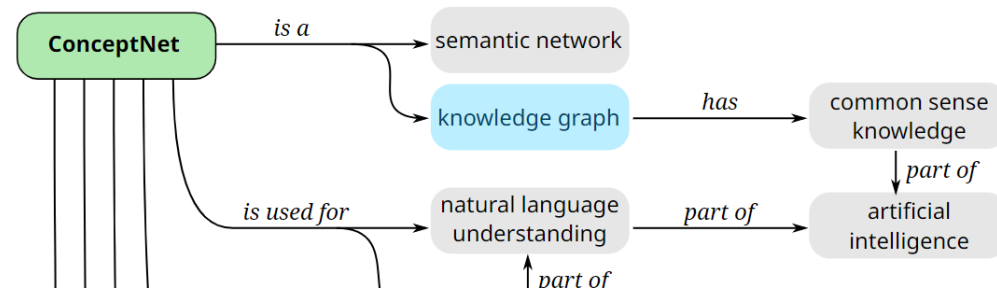 ConceptNet
is a
semantic network
knowledge graph
has
common sense
knowledge
part of
is used for
natural language
understanding
part of
artificial
intelligence
part of